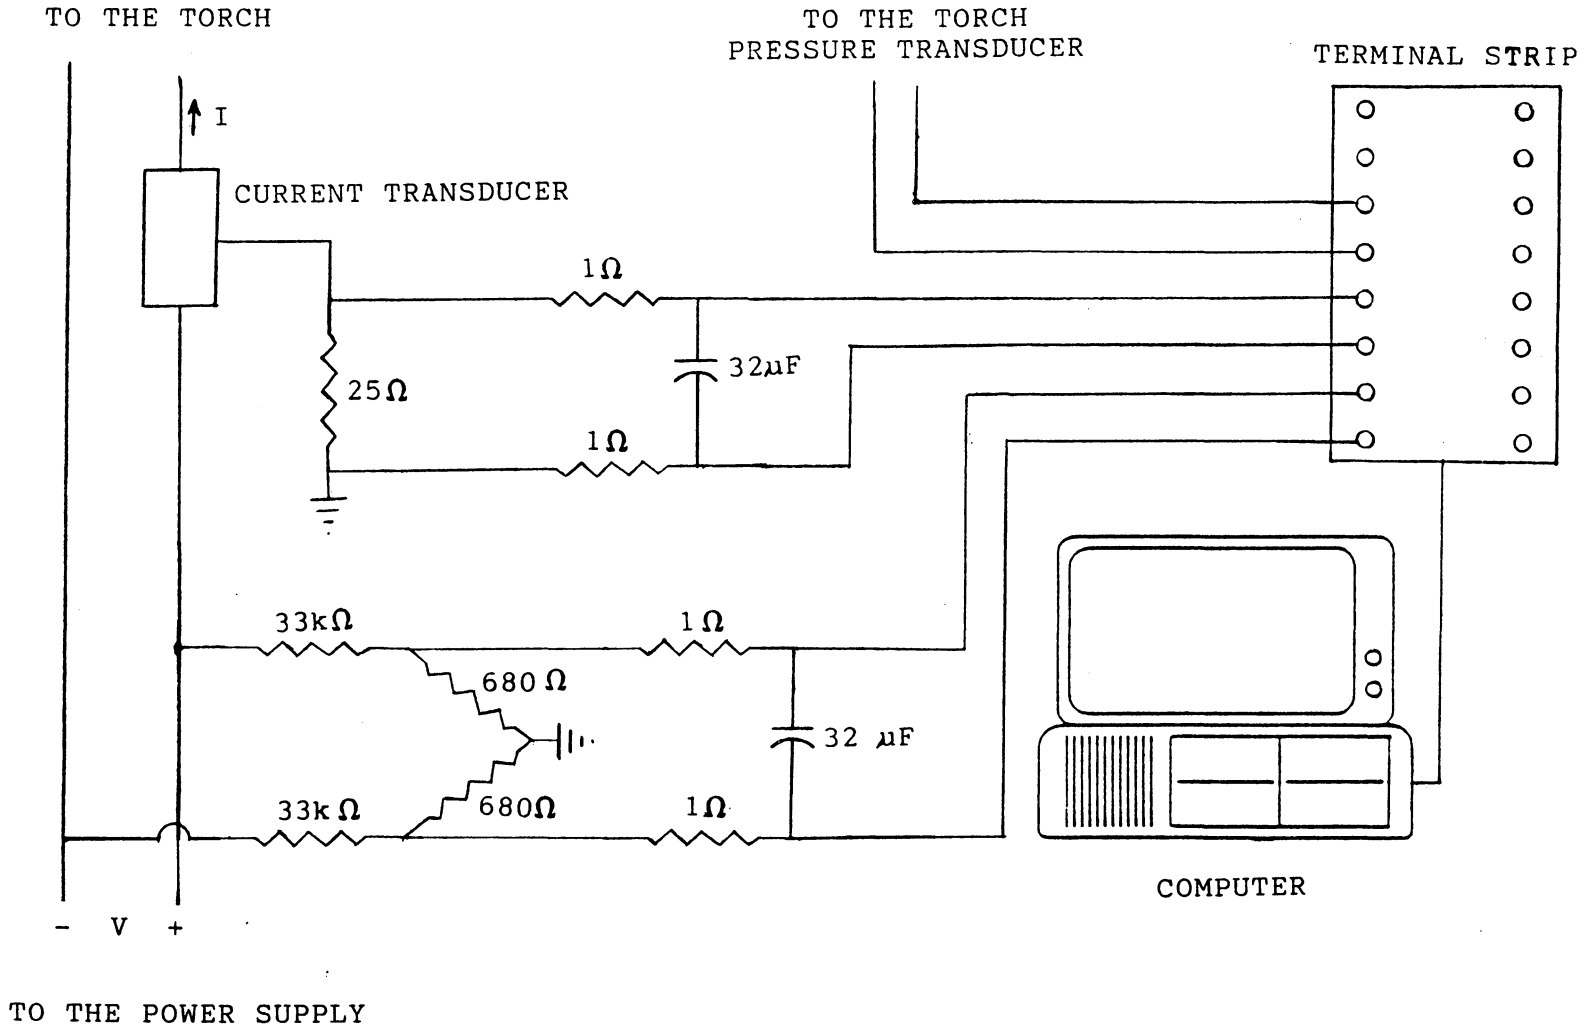 TO THE TORCH
TO THE TORCH
PRESSURE TRANSDUCER
TERMINAL STRIP
I
CURRENT TRANSDUCER
1Ω
32μF
25Ω
1Ω
33kΩ
1Ω
680Ω
32 μF
33kΩ
680Ω
1Ω
COMPUTER
- V +
TO THE POWER SUPPLY